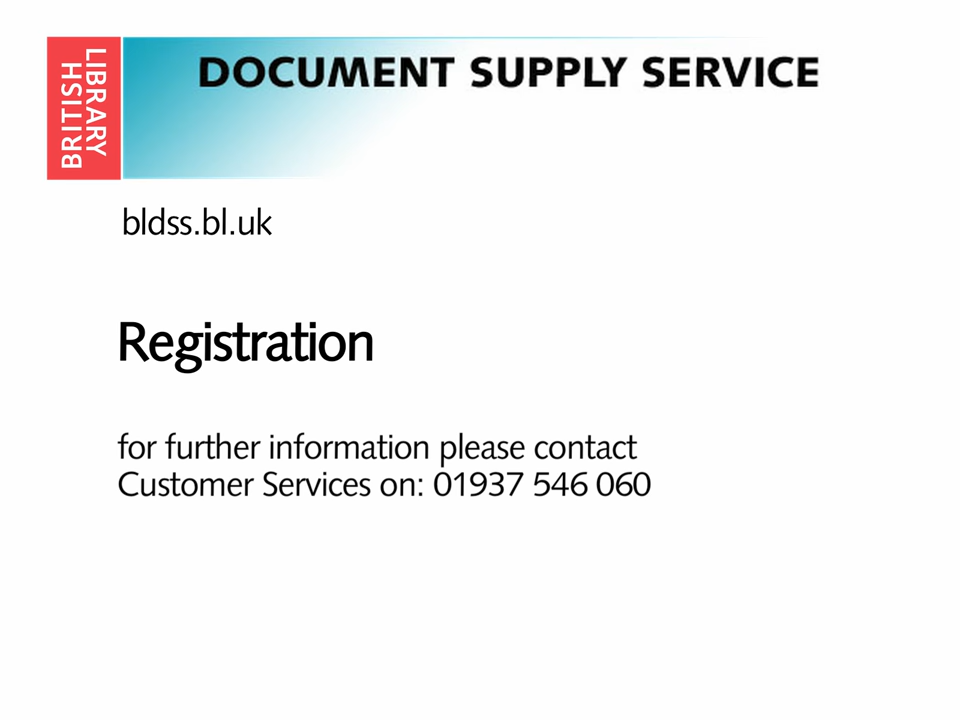 BRITISH
LIBRARY
DOCUMENT SUPPLY SERVICE
bldss.bl.uk
Registration
for further information please contact
Customer Services on: 01937 546 060